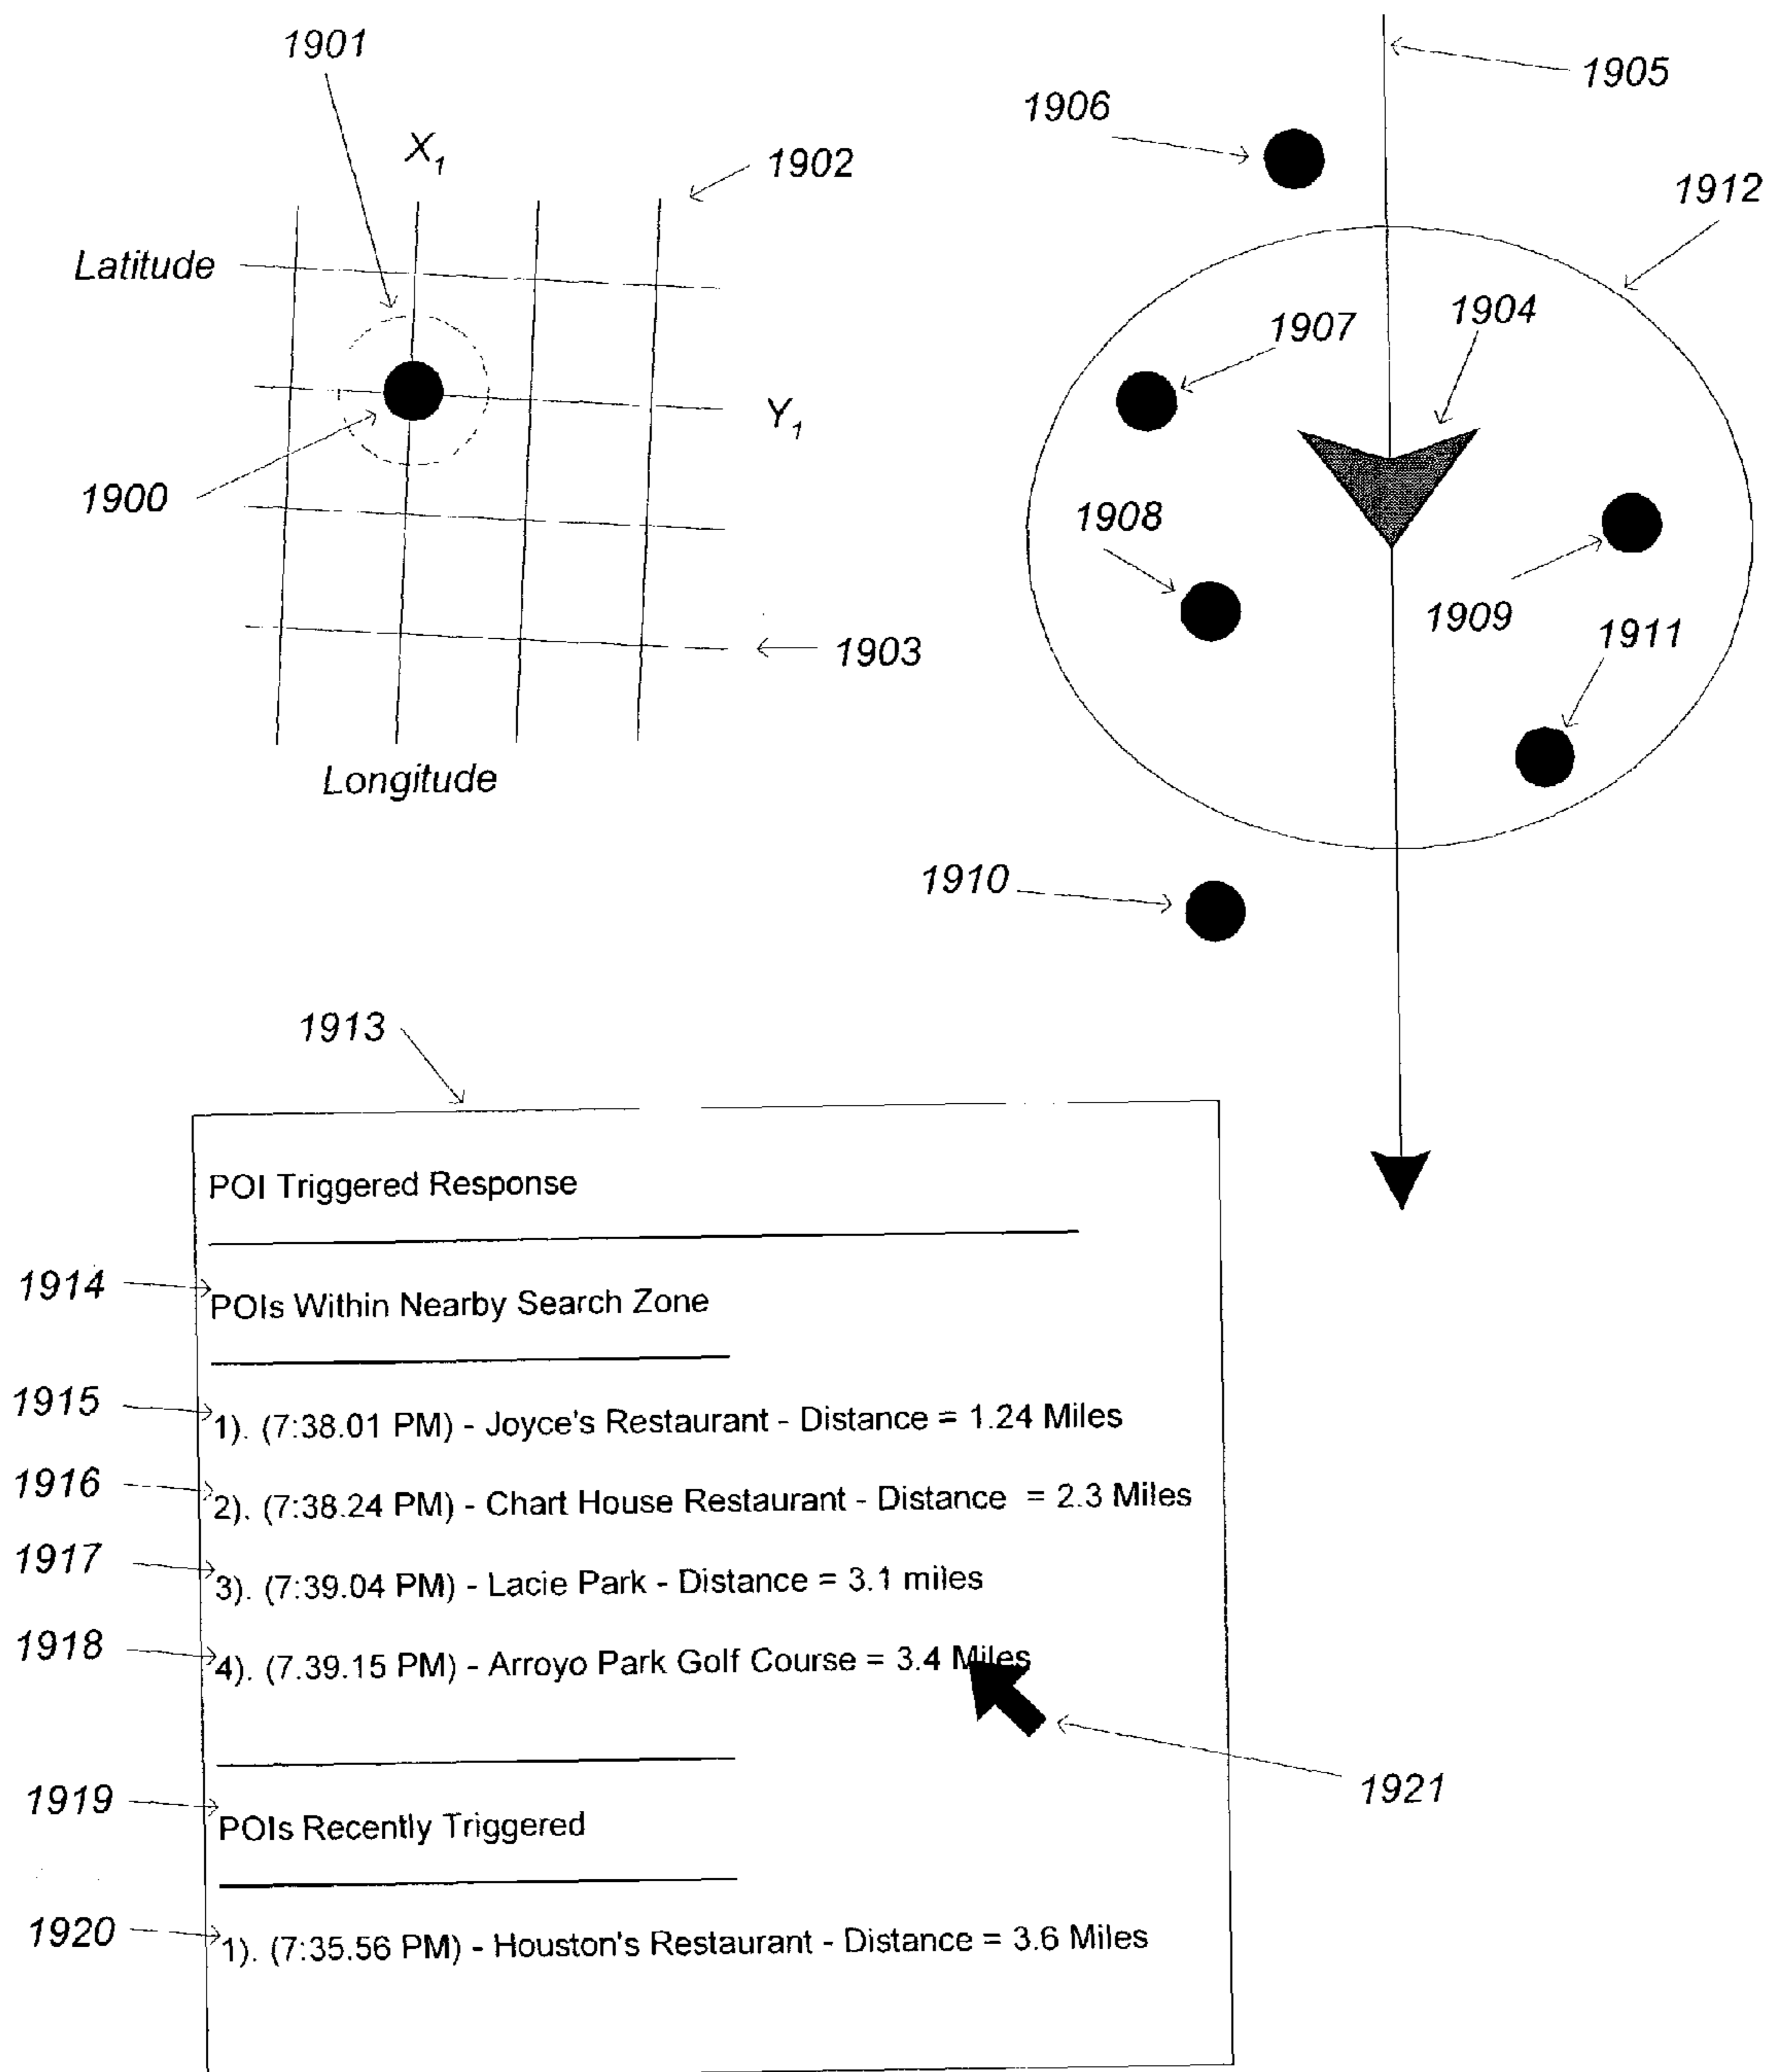 1901
1905
1906
X1
1902
1912
Latitude
1904
1907
Y1
1900
1908
1909
1911
1903
Longitude
1910
1913
POI Triggered Response
1914
POIs Within Nearby Search Zone
1915
1). (7:38.01 PM) - Joyce's Restaurant - Distance = 1.24 Miles
1916
2). (7:38.24 PM) - Chart House Restaurant - Distance = 2.3 Miles
1917
3). (7:39.04 PM) - Lacie Park - Distance = 3.1 miles
1918
4). (7.39.15 PM) - Arroyo Park Golf Course = 3.4 Miles
1921
1919
POIs Recently Triggered
1920
1). (7:35.56 PM) - Houston's Restaurant - Distance = 3.6 Miles